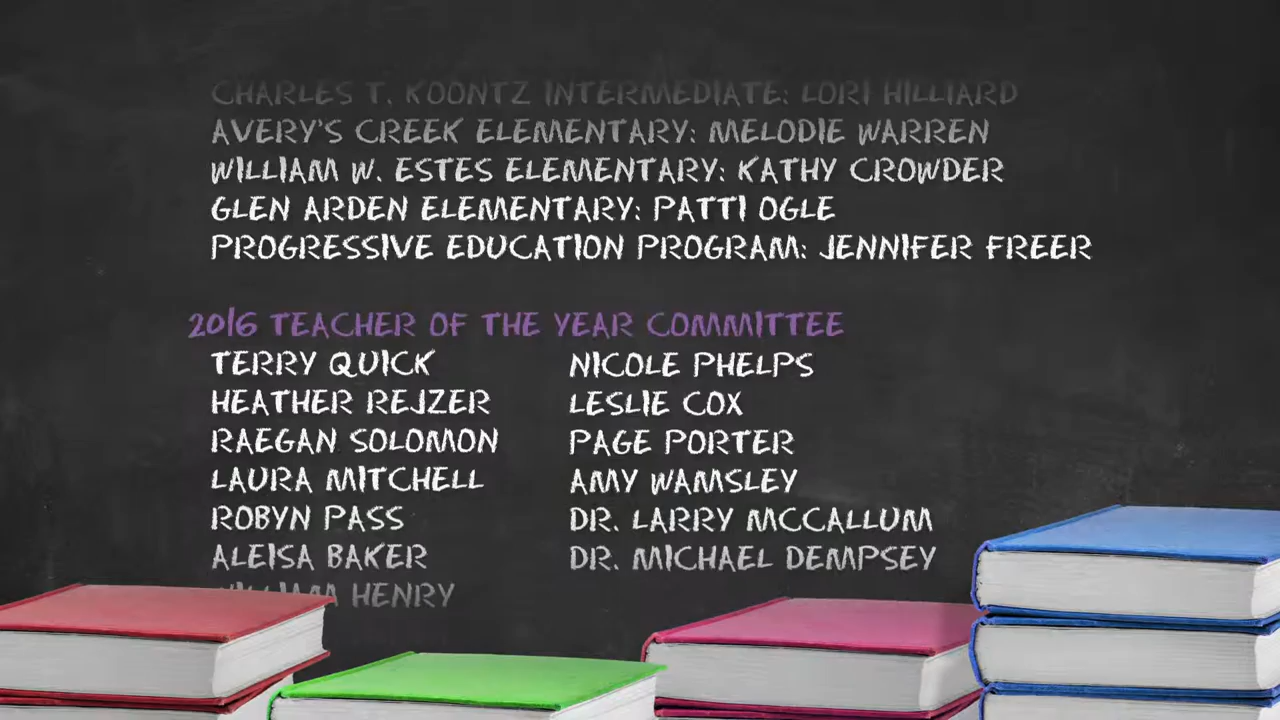 CHARLES T. KOONTZ INTERMEDIATE: LORI HILLIARD
AVERY'S CREEK ELEMENTARY: MELODIE WARREN
WILLIAM W. ESTES ELEMENTARY: KATHY CROWDER
GLEN ARDEN ELEMENTARY: PATTI OGLE
PROGRESSIVE EDUCATION PROGRAM: JENNIFER FREER
2016 TEACHER OF THE YEAR COMMITTEE
TERRY QUICK NICOLE PHELPS
HEATHER REJZER LESLIE COX
RAEGAN SOLOMON PAGE PORTER
LAURA MITCHELL AMY WAMSLEY
ROBYN PASS DR. LARRY MCCALLUM
ALEISA BAKER DR. MICHAEL DEMPSEY
WILLIAM HENRY